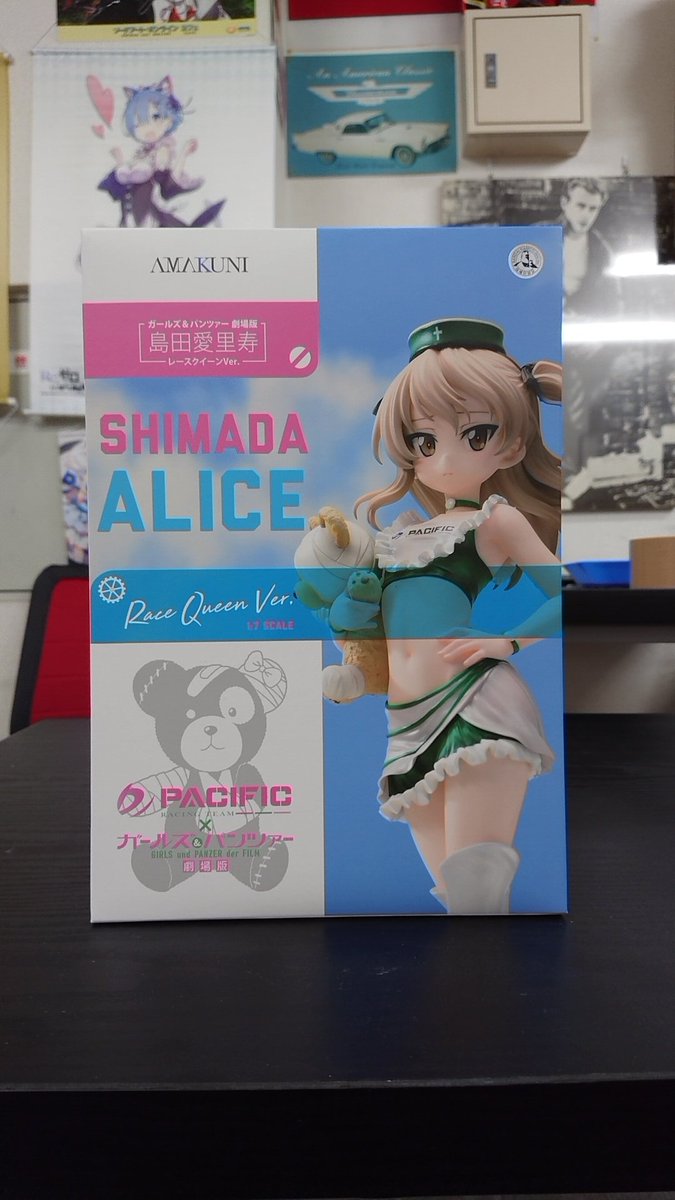 An American Classic
AMAKUNI
ガールズ&パンツァー 劇場版
島田愛里寿
レースクイーンVer.
SHIMADA
ALICE
PACIFIC
Race Queen Ver.
1:7 SCALE
PACIFIC
RACING TEAM
×
ガールズ&パンツァー
GIRLS und PANZER der FILM
劇場版